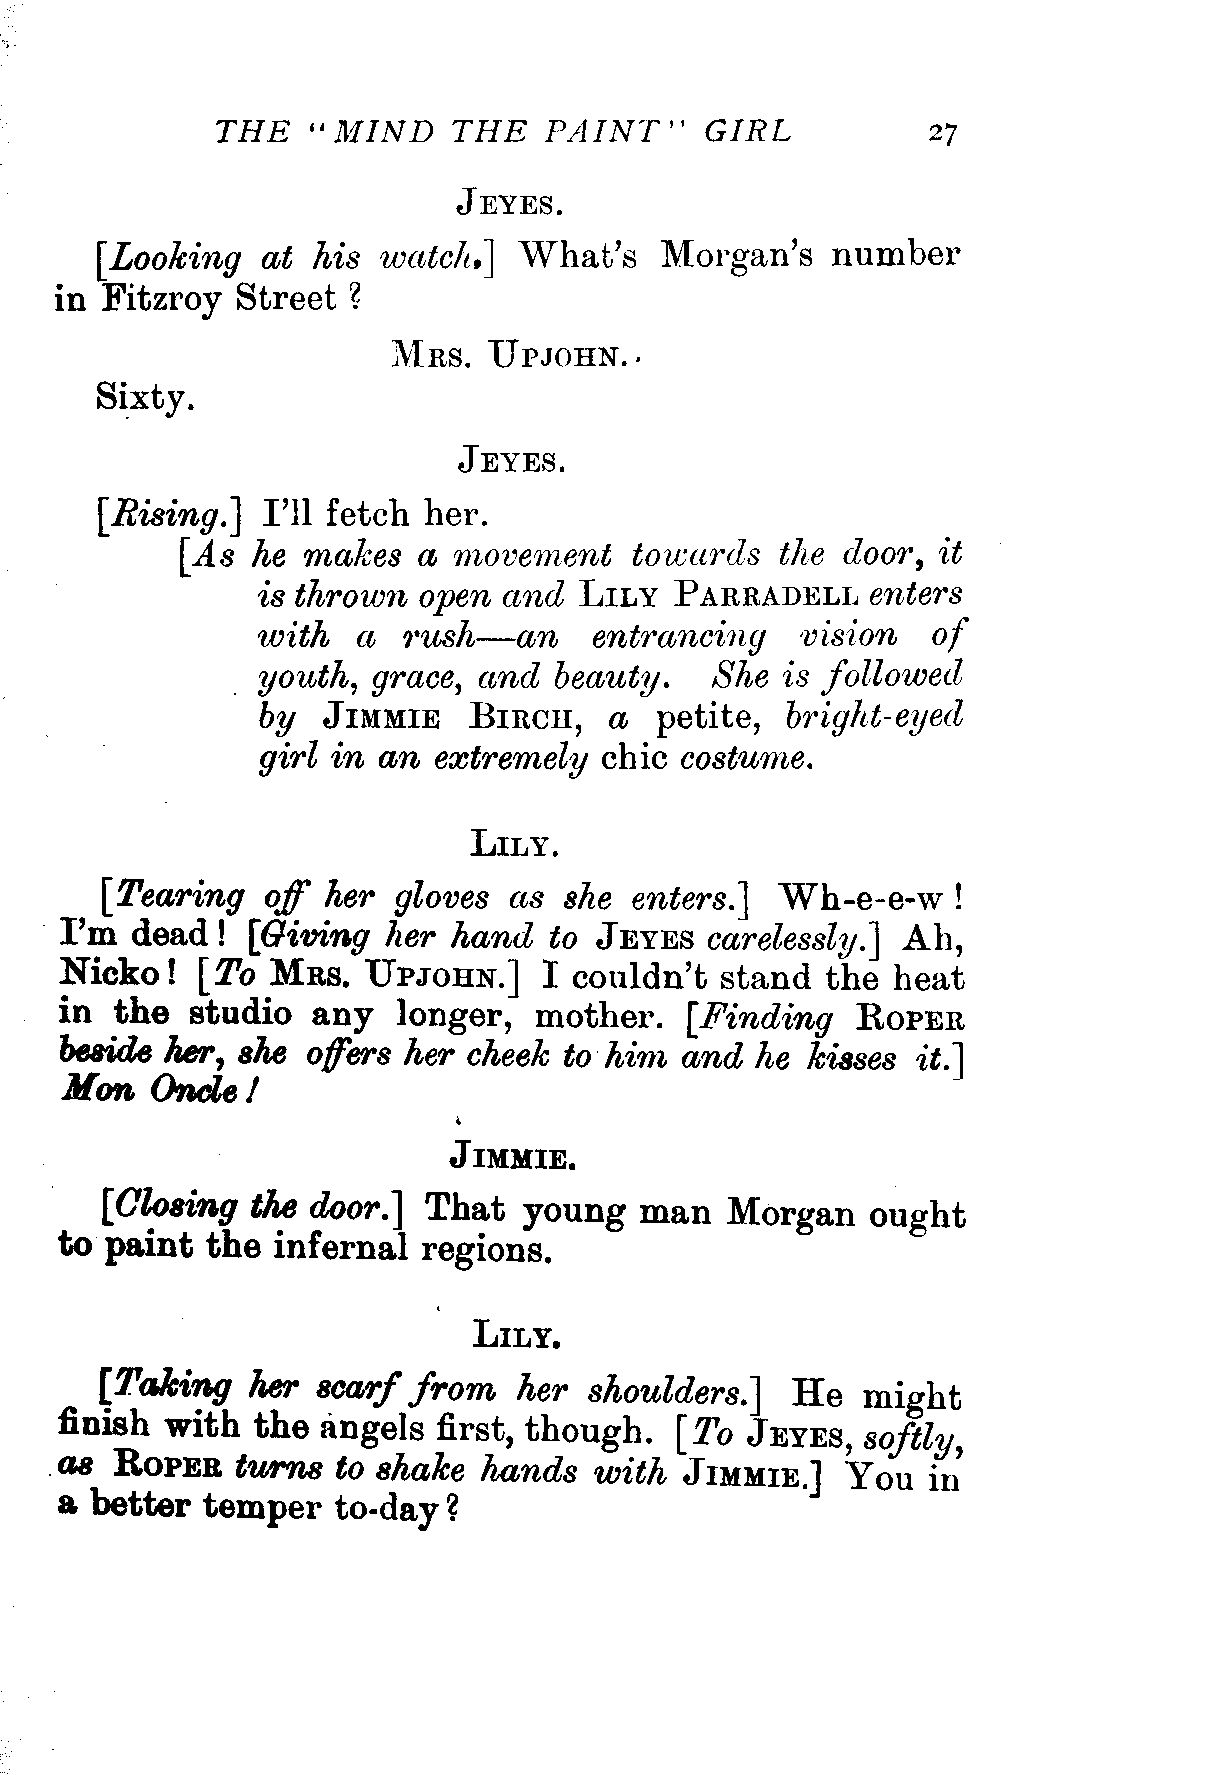 THE "MIND THE PAINT" GIRL 27
JEYES.
[Looking at his watch.] What's Morgan's number
in Fitzroy Street ?
MRS. UPJOHN.
Sixty.
JEYES.
[Rising.] I'll fetch her.
[As he makes a movement towards the door, it
is thrown open and LILY PARRADELL enters
with a rush—an entrancing vision of
youth, grace, and beauty. She is followed
by JIMMIE BIRCH, a petite, bright-eyed
girl in an extremely chic costume.
LILY.
[Tearing off her gloves as she enters.] Wh-e-e-w !
I'm dead ! [Giving her hand to JEYES carelessly.] Ah,
Nicko ! [To MRS. UPJOHN.] I couldn't stand the heat
in the studio any longer, mother. [Finding ROPER
beside her, she offers her cheek to him and he kisses it.]
Mon Oncle !
JIMMIE.
[Closing the door.] That young man Morgan ought
to paint the infernal regions.
LILY.
[Taking her scarf from her shoulders.] He might
finish with the angels first, though. [To JEYES, softly,
as ROPER turns to shake hands with JIMMIE.] You in
a better temper to-day ?